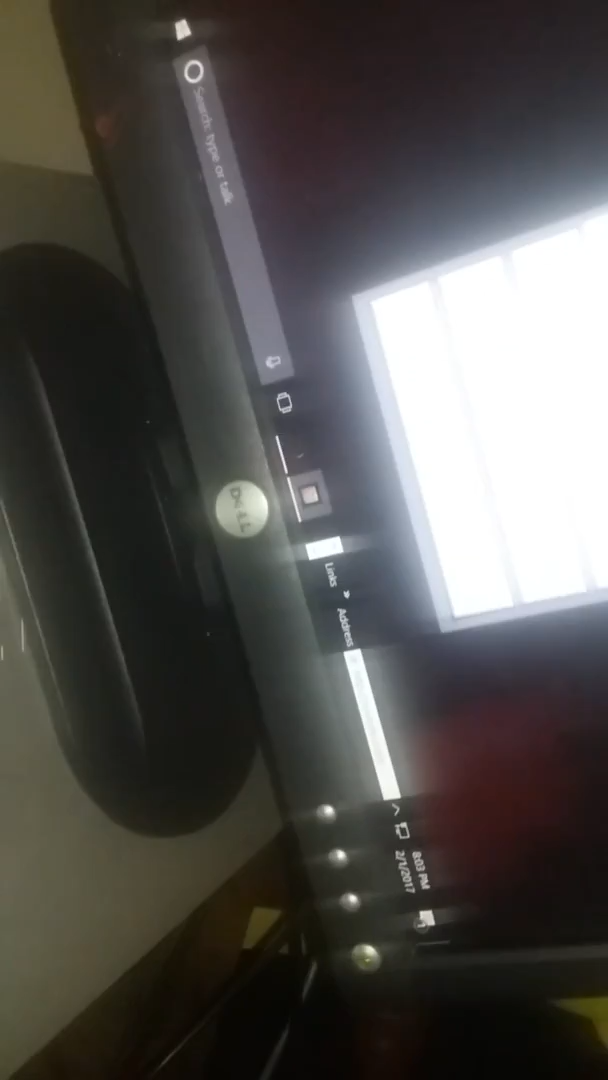 Search: type or talk
DELL
Links
Address
8:03 PM
2/1/2017